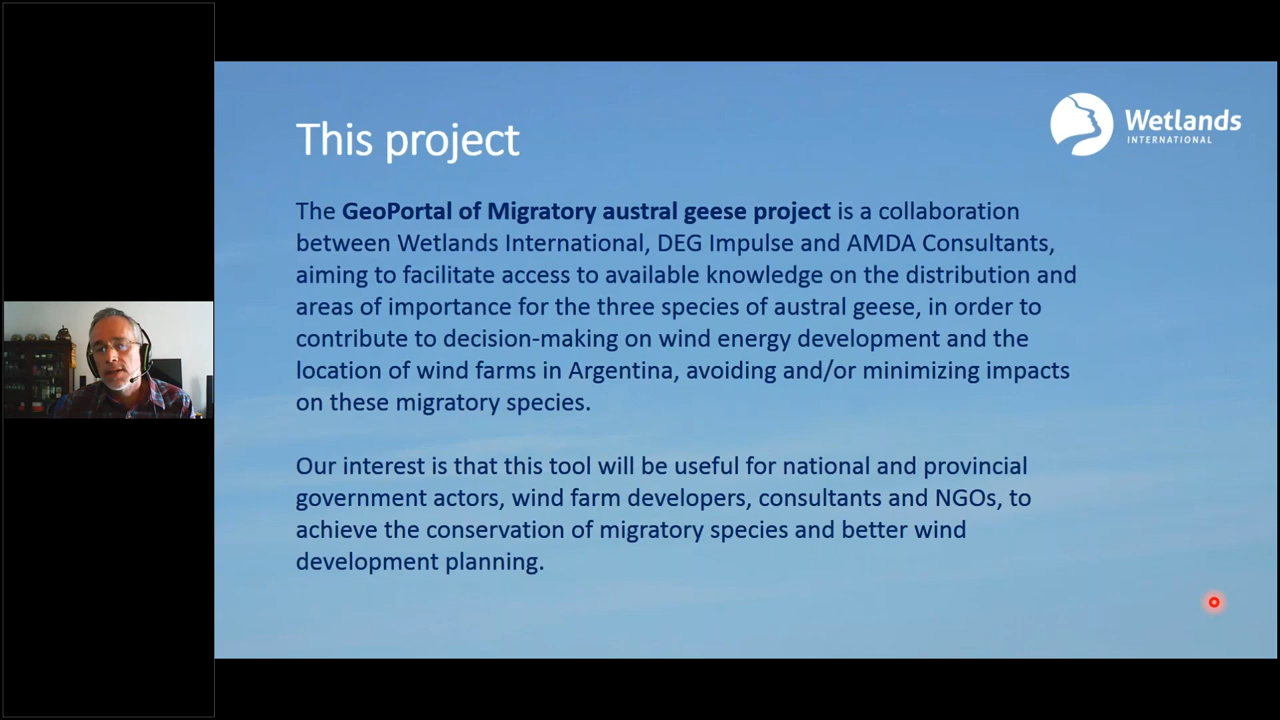 This project
Wetlands
INTERNATIONAL
The GeoPortal of Migratory austral geese project is a collaboration
between Wetlands International, DEG Impulse and AMDA Consultants,
aiming to facilitate access to available knowledge on the distribution and
areas of importance for the three species of austral geese, in order to
contribute to decision-making on wind energy development and the
location of wind farms in Argentina, avoiding and/or minimizing impacts
on these migratory species.
Our interest is that this tool will be useful for national and provincial
government actors, wind farm developers, consultants and NGOs, to
achieve the conservation of migratory species and better wind
development planning.